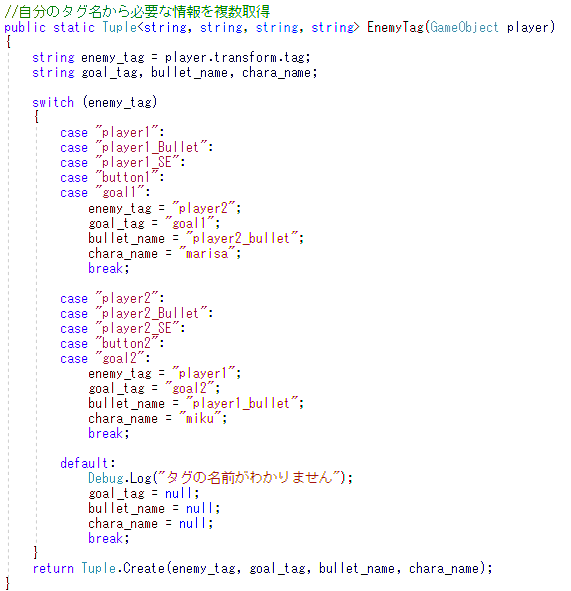 //自分のタグ名から必要な情報を複数取得
public static Tuple<string, string, string, string> EnemyTag(GameObject player)
{
    string enemy_tag = player.transform.tag;
    string goal_tag, bullet_name, chara_name;

    switch (enemy_tag)
    {
        case "player1":
        case "player1_Bullet":
        case "player1_SE":
        case "button1":
        case "goal1":
            enemy_tag = "player2";
            goal_tag = "goal1";
            bullet_name = "player2_bullet";
            chara_name = "marisa";
            break;

        case "player2":
        case "player2_Bullet":
        case "player2_SE":
        case "button2":
        case "goal2":
            enemy_tag = "player1";
            goal_tag = "goal2";
            bullet_name = "player1_bullet";
            chara_name = "miku";
            break;

        default:
            Debug.Log("タグの名前がわかりません");
            goal_tag = null;
            bullet_name = null;
            chara_name = null;
            break;
    }
    return Tuple.Create(enemy_tag, goal_tag, bullet_name, chara_name);
}